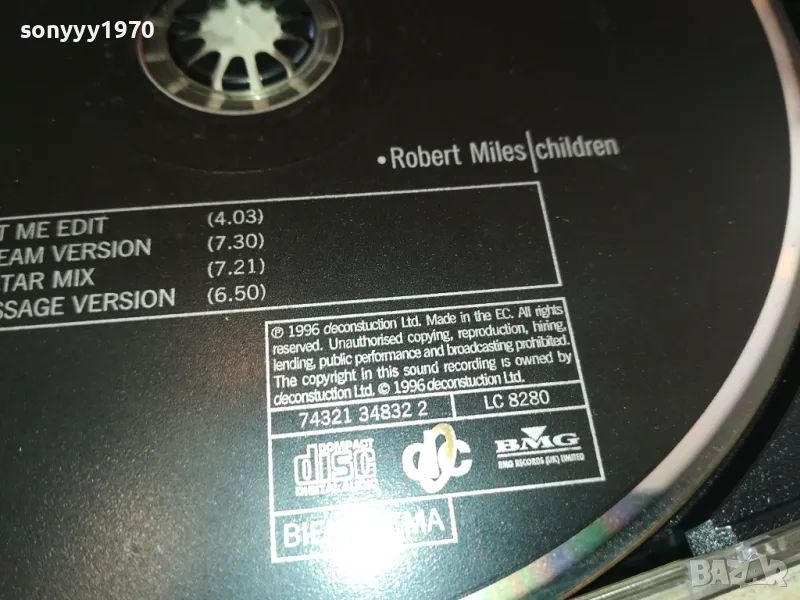 sonyyy1970
•Robert Miles|children
T ME EDIT (4.03)
EAM VERSION (7.30)
TAR MIX (7.21)
SSAGE VERSION (6.50)
℗ 1996 deconstuction Ltd. Made in the EC. All rights
reserved. Unauthorised copying, reproduction, hiring,
lending, public performance and broadcasting prohibited.
The copyright in this sound recording is owned by
deconstuction Ltd. © 1996 deconstuction Ltd.
74321 34832 2
LC 8280
COMPACT
disc
DIGITAL AUDIO
dc
BMG
BMG RECORDS (UK) LIMITED
BIE
MA
BAZAR